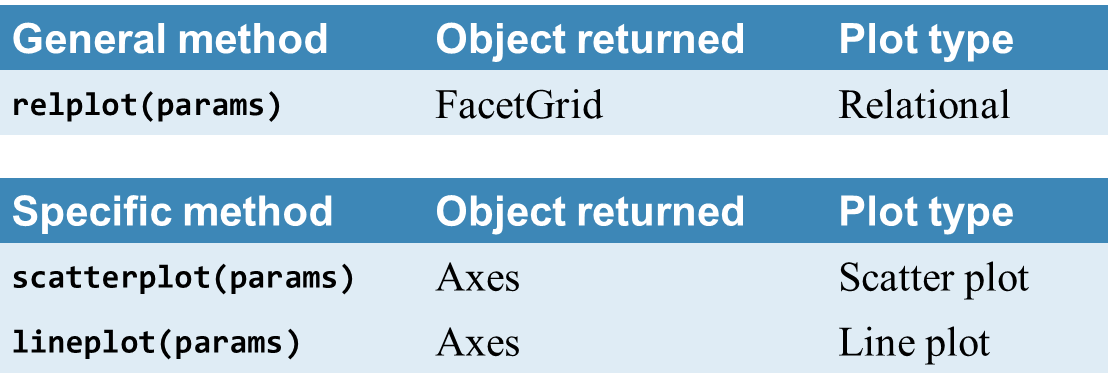 General method Object returned Plot type
relplot(params) FacetGrid Relational
Specific method Object returned Plot type
scatterplot(params) Axes Scatter plot
lineplot(params) Axes Line plot